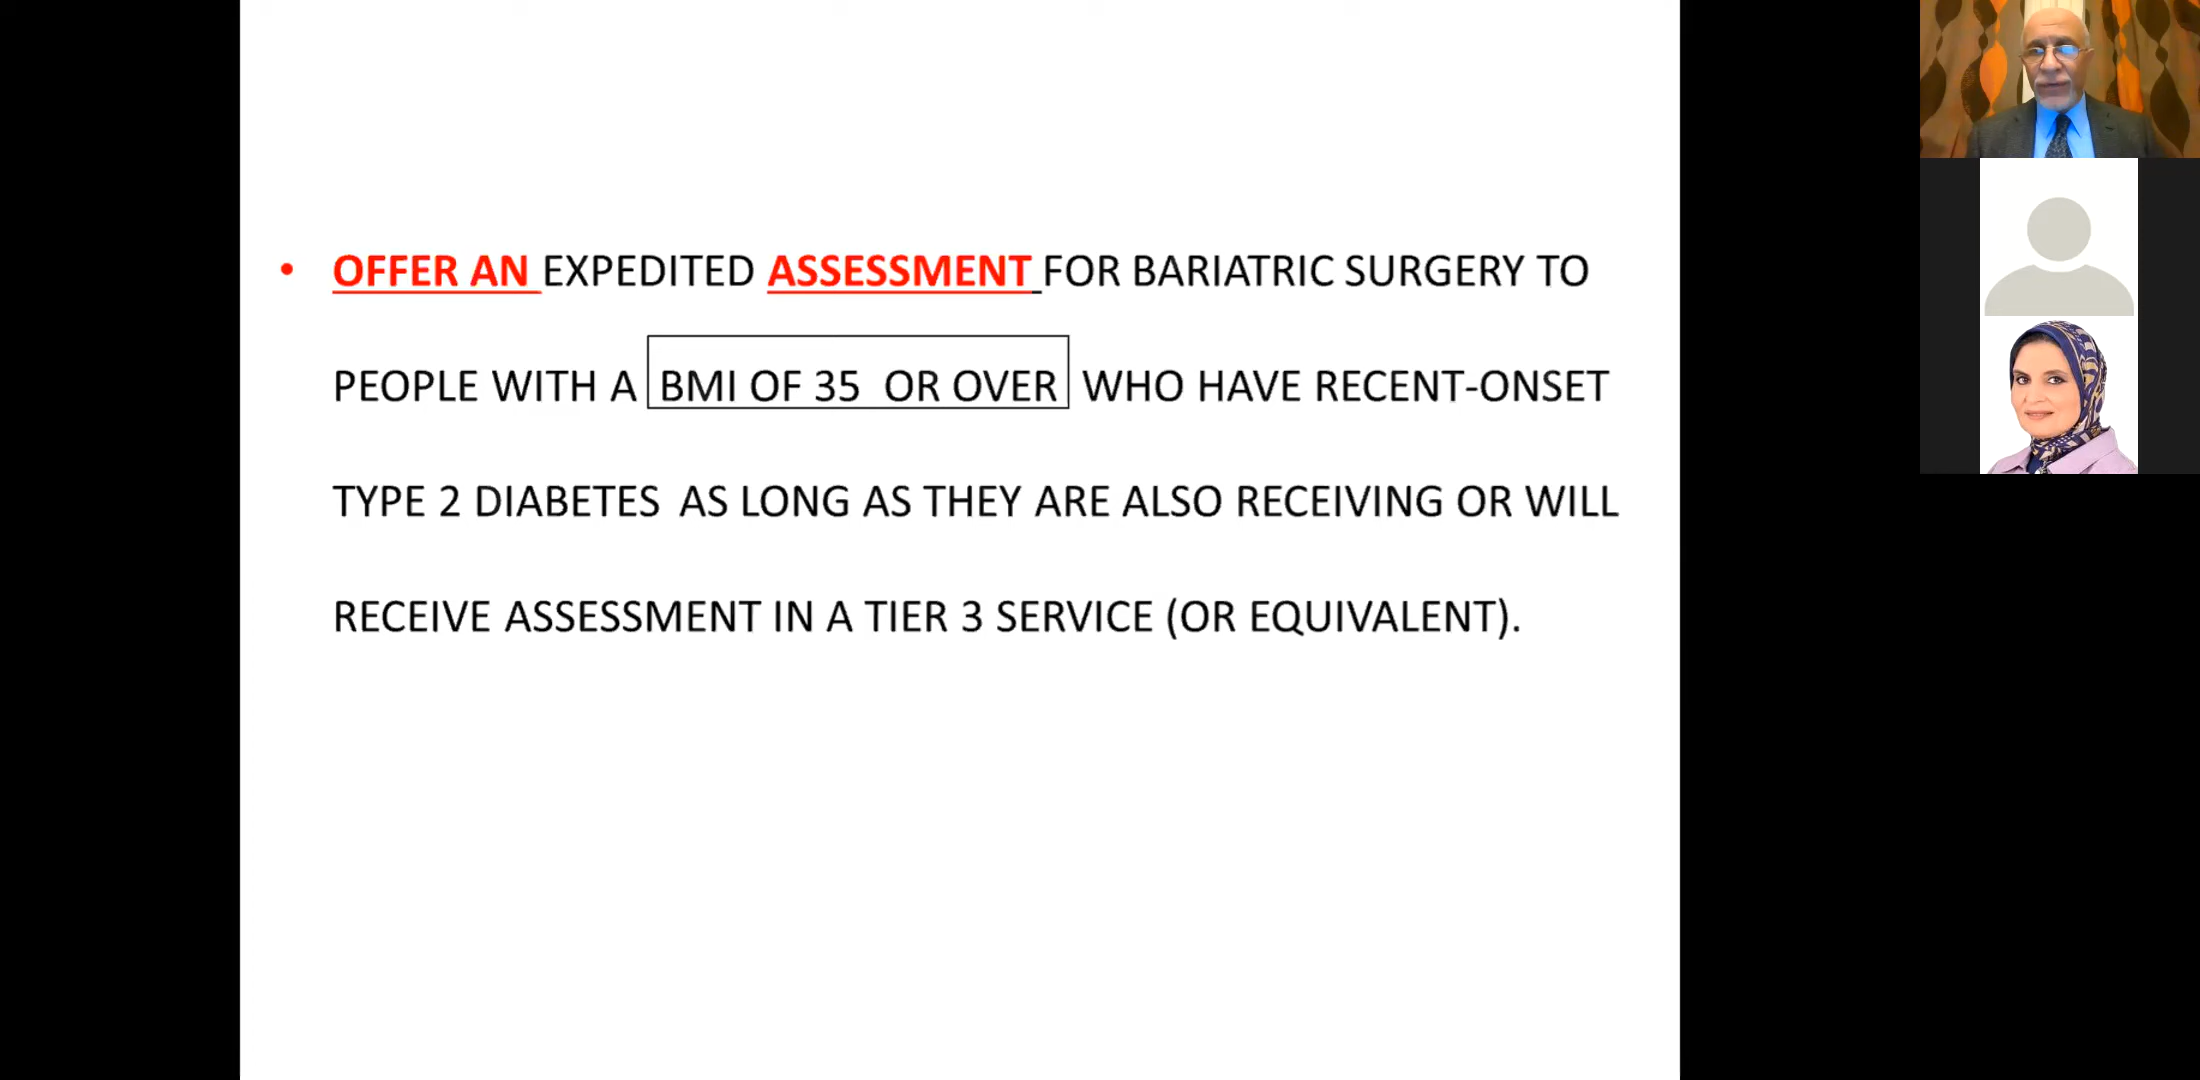 • OFFER AN EXPEDITED ASSESSMENT FOR BARIATRIC SURGERY TO
PEOPLE WITH A BMI OF 35 OR OVER WHO HAVE RECENT-ONSET
TYPE 2 DIABETES AS LONG AS THEY ARE ALSO RECEIVING OR WILL
RECEIVE ASSESSMENT IN A TIER 3 SERVICE (OR EQUIVALENT).